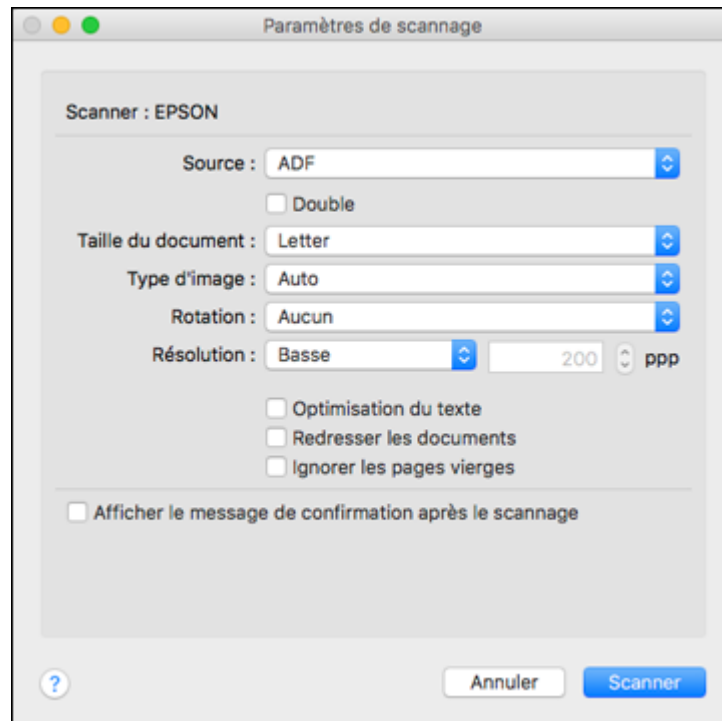 Paramètres de scannage
Scanner : EPSON
Source : ADF
Double
Taille du document : Letter
Type d'image : Auto
Rotation : Aucun
Résolution : Basse 200 ppp
Optimisation du texte
Redresser les documents
Ignorer les pages vierges
Afficher le message de confirmation après le scannage
? Annuler Scanner